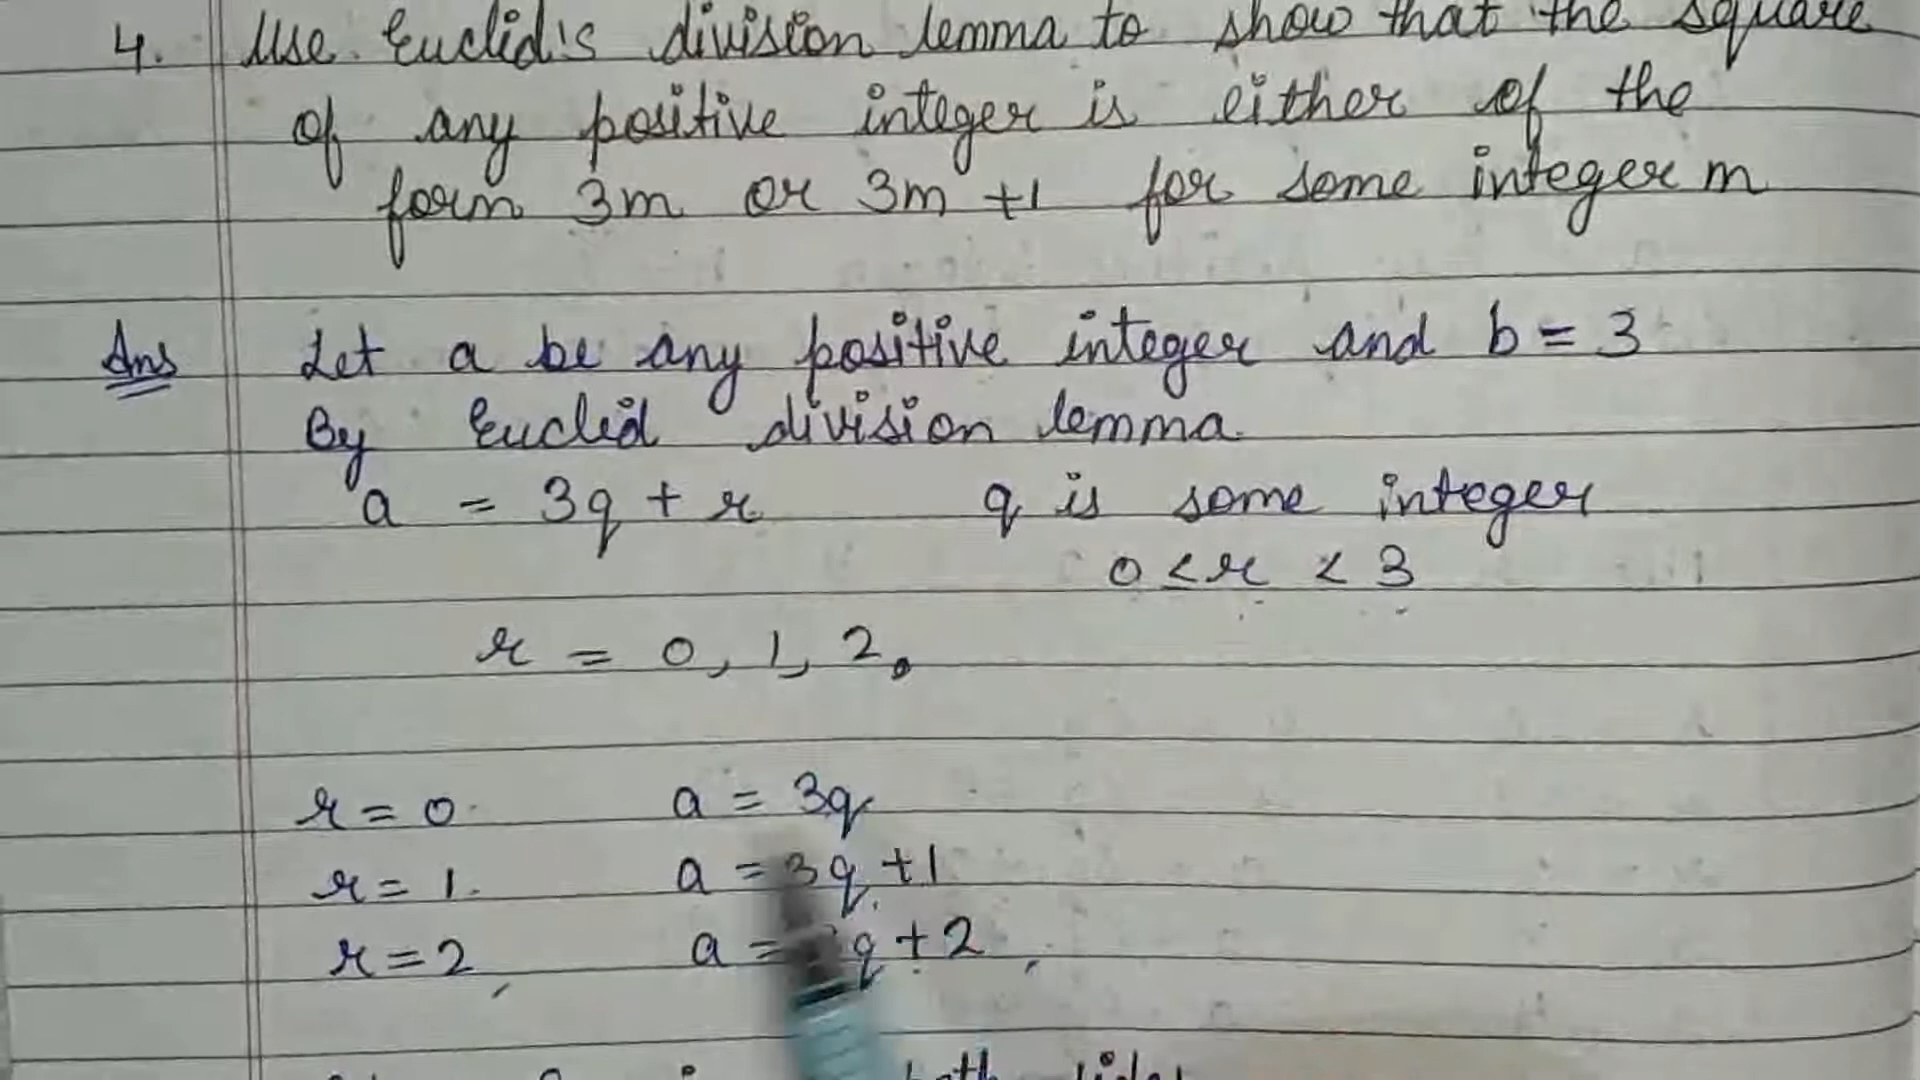 4. Use Euclid's division lemma to show that the square
of any positive integer is either of the
form 3m or 3m +1 for some integer m
Ans Let a be any positive integer and b = 3
By Euclid division lemma
a = 3q + r q is some integer
0 < r < 3
r = 0, 1, 2.
r = 0 a = 3q
r = 1 a = 3q +1
r = 2, a = q + 2,